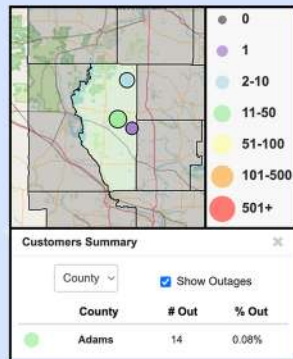 0
1
2-10
11-50
51-100
101-500
501+
Customers Summary ×
County Show Outages
County # Out % Out
Adams 14 0.08%